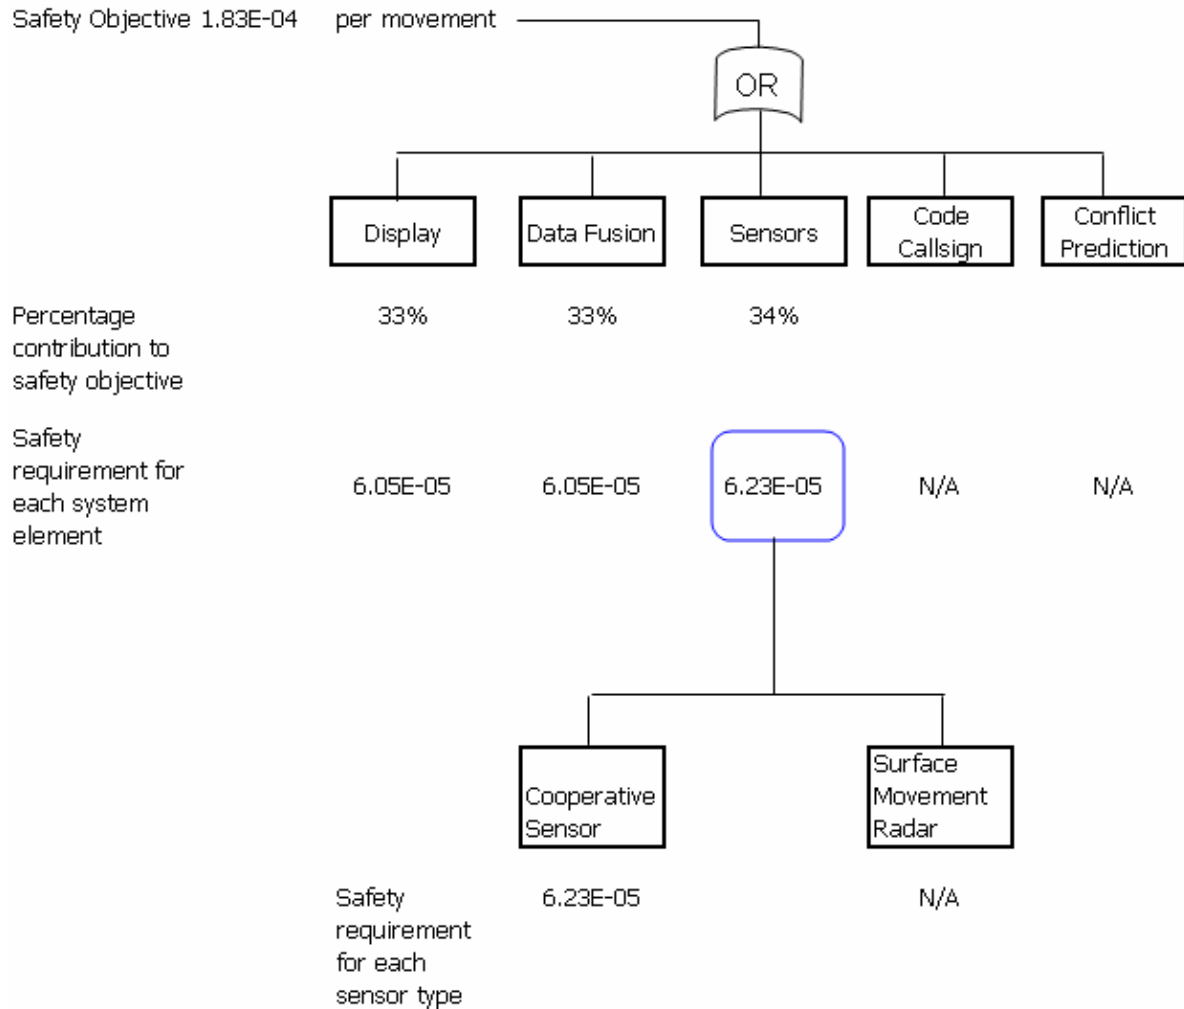 Safety Objective 1.83E-04 per movement
OR
Display
Data Fusion
Sensors
Code
Callsign
Conflict
Prediction
Percentage
contribution to
safety objective
33%
33%
34%
Safety
requirement for
each system
element
6.05E-05
6.05E-05
6.23E-05
N/A
N/A
Cooperative
Sensor
Surface
Movement
Radar
Safety
requirement
for each
sensor type
6.23E-05
N/A